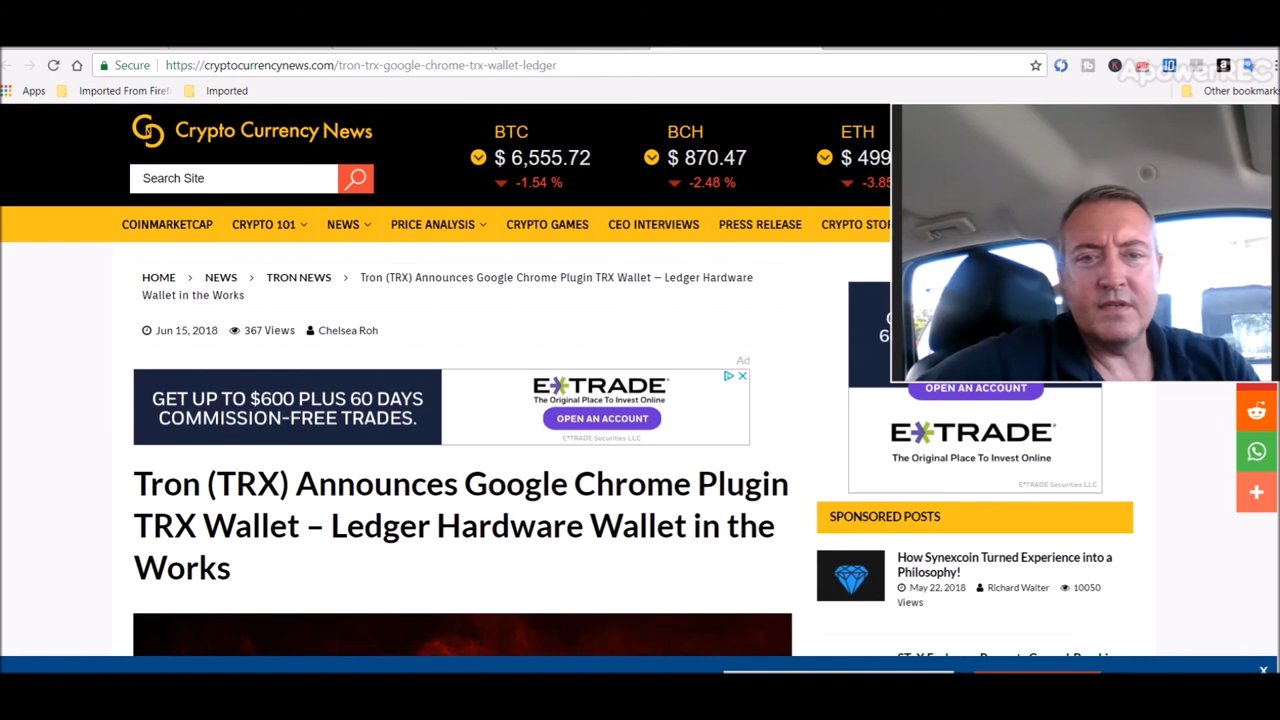 ApowerREC
Secure https://cryptocurrencynews.com/tron-trx-google-chrome-trx-wallet-ledger
Apps Imported From Firef Imported Other bookmark
Crypto Currency News
BTC BCH ETH
$ 6,555.72 $ 870.47 $ 499
-1.54 % -2.48 % -3.85
Search Site
COINMARKETCAP CRYPTO 101 NEWS PRICE ANALYSIS CRYPTO GAMES CEO INTERVIEWS PRESS RELEASE CRYPTO STO
HOME NEWS TRON NEWS Tron (TRX) Announces Google Chrome Plugin TRX Wallet – Ledger Hardware
Wallet in the Works
Jun 15, 2018 367 Views Chelsea Roh
Ad
GET UP TO $600 PLUS 60 DAYS
COMMISSION-FREE TRADES.
E*TRADE
The Original Place To Invest Online
OPEN AN ACCOUNT
E*TRADE Securities LLC
Tron (TRX) Announces Google Chrome Plugin
TRX Wallet – Ledger Hardware Wallet in the
Works
6
OPEN AN ACCOUNT
E*TRADE
The Original Place To Invest Online
E*TRADE Securities LLC
SPONSORED POSTS
How Synexcoin Turned Experience into a
Philosophy!
May 22, 2018 Richard Walter 10050
Views